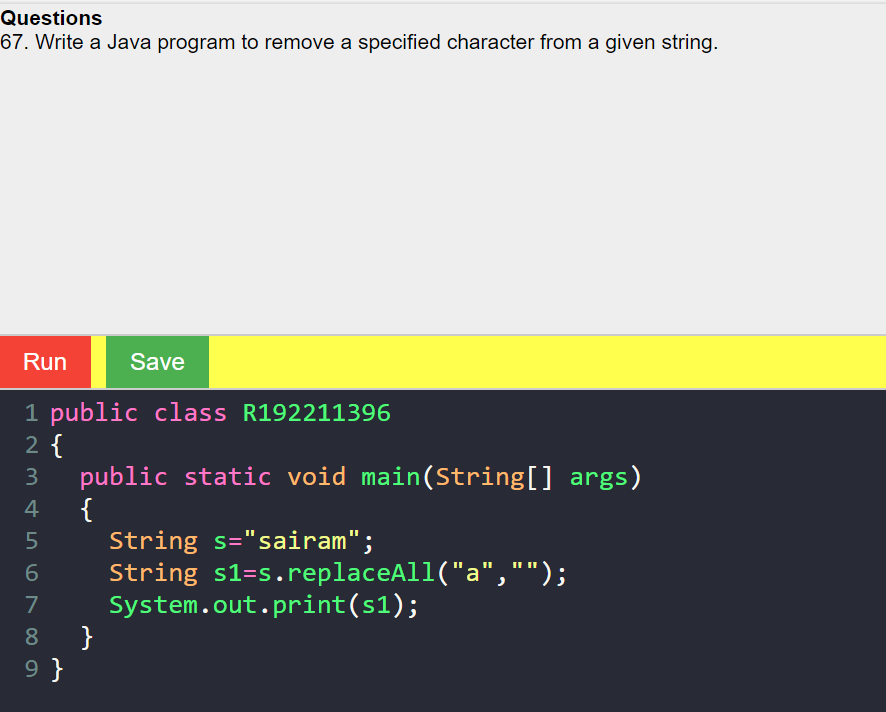 Questions
67. Write a Java program to remove a specified character from a given string.
Run Save
1 public class R192211396
2 {
3 public static void main(String[] args)
4 {
5 String s="sairam";
6 String s1=s.replaceAll("a","");
7 System.out.print(s1);
8 }
9 }